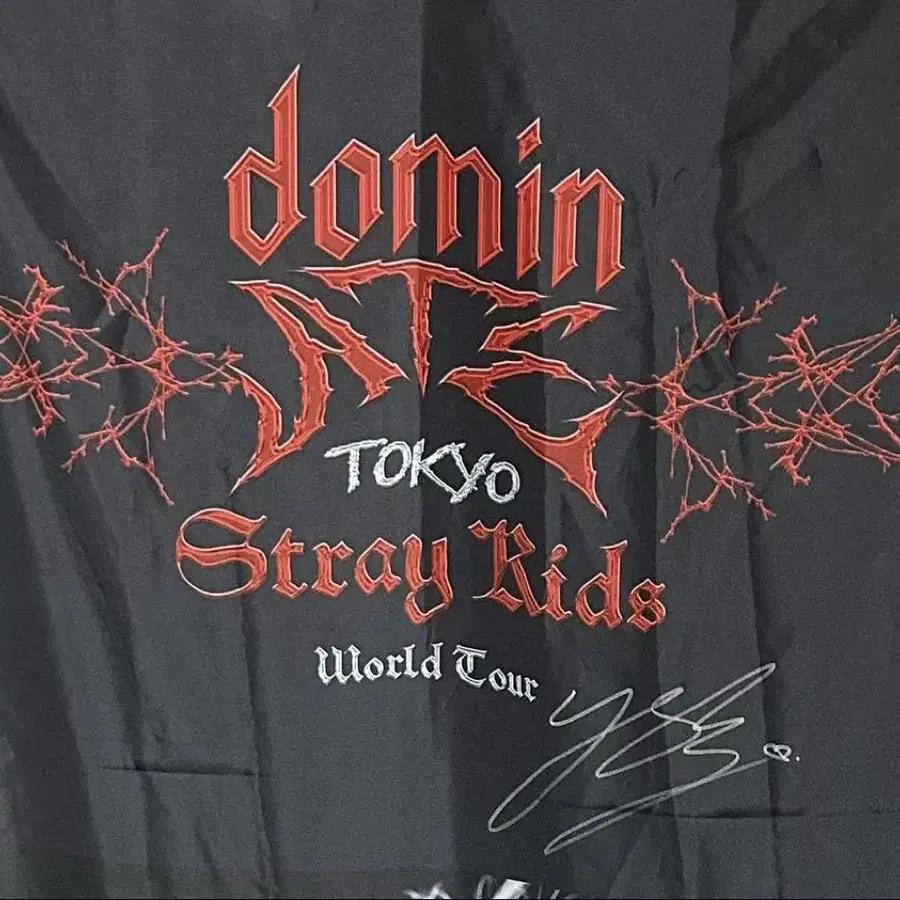 domin
ATE
TOKYO
Stray Kids
World Tour